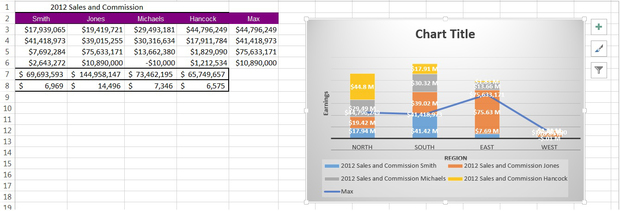 1 2012 Sales and Commission
2 Smith Jones Michaels Hancock Max
3 $17,939,065 $19,419,721 $29,493,181 $44,796,249 $44,796,249
4 $41,418,973 $39,015,255 $30,316,634 $17,911,784 $41,418,973
5 $7,692,284 $75,633,171 $13,662,380 $1,829,090 $75,633,171
6 $2,643,272 $10,890,000 -$10,000 $1,212,534 $10,890,000
7 $ 69,693,593 $ 144,958,147 $ 73,462,195 $ 65,749,657
8 $ 6,969 $ 14,496 $ 7,346 $ 6,575
9
10
11
12
13
14
15
16
17
18
19
Chart Title
Earnings
$44.8 M
$19.42 M
$17.94 M
$17.91 M
$30.32 M
$39.02 M
$41.42 M
$75.63 M
$7.69 M
NORTH SOUTH EAST WEST
REGION
2012 Sales and Commission Smith 2012 Sales and Commission Jones
2012 Sales and Commission Michaels 2012 Sales and Commission Hancock
Max